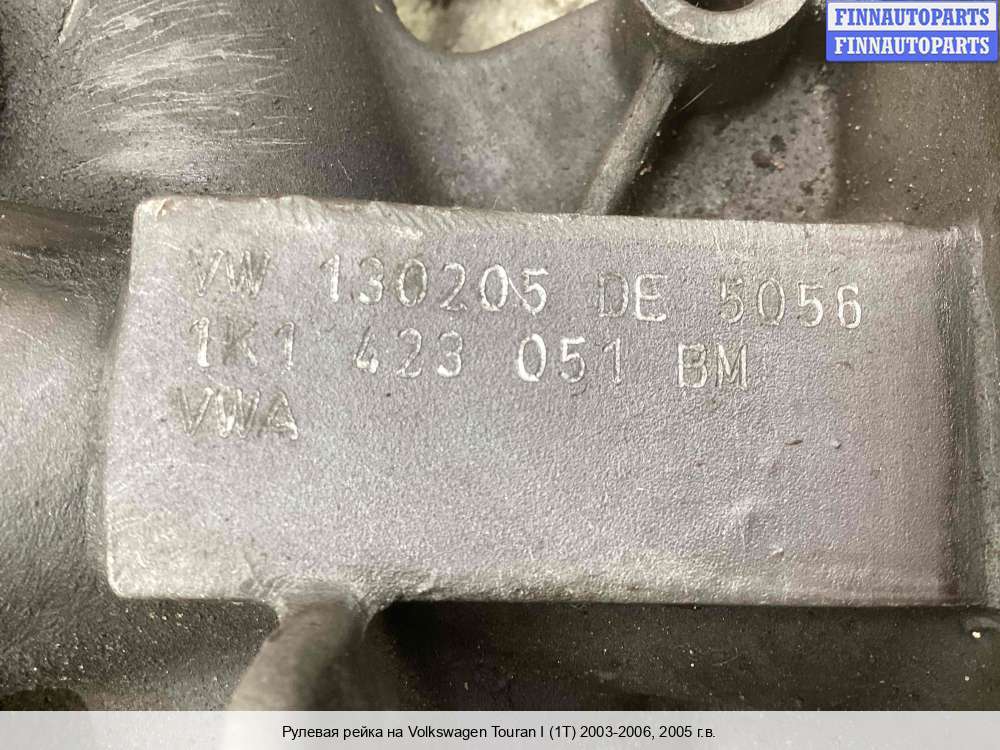 FINNAUTOPARTS
FINNAUTOPARTS
VW 130205 DE 5056
1K1 423 051 BM
VWA
Рулевая рейка на Volkswagen Touran I (1T) 2003-2006, 2005 г.в.